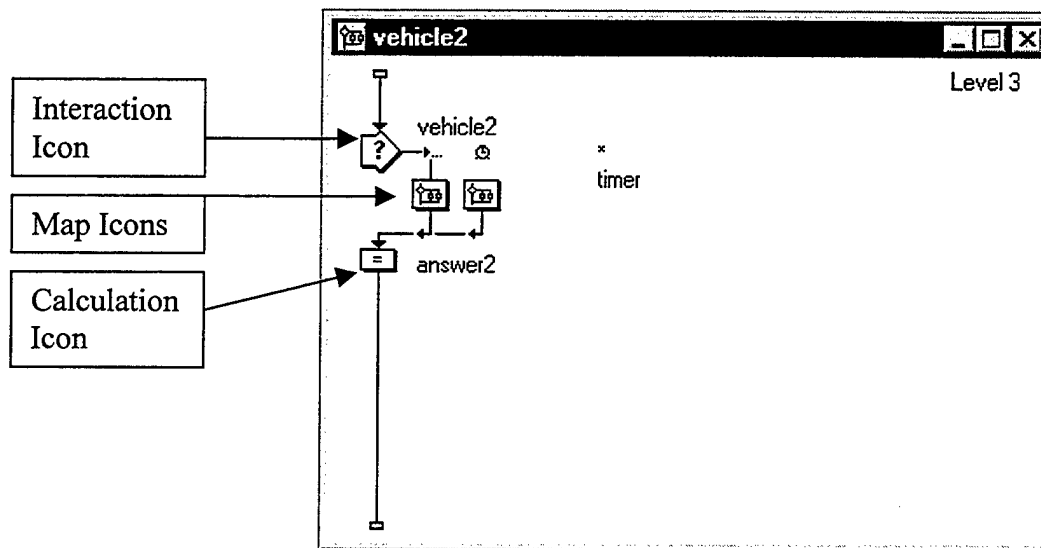 vehicle2
Level 3
Interaction
Icon
vehicle2
?
...
×
timer
Map Icons
=
answer2
Calculation
Icon